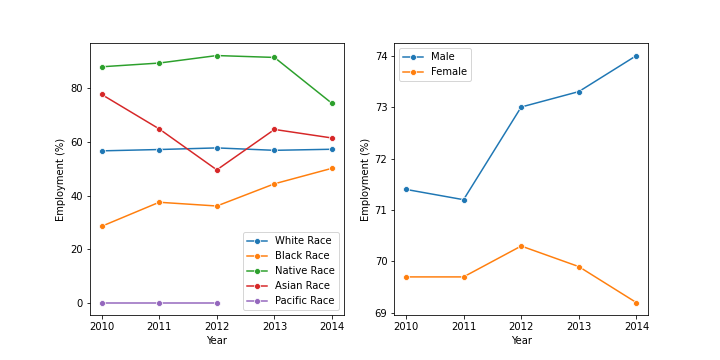 Employment (%)
80
60
40
20
0
2010 2011 2012 2013 2014
Year
White Race
Black Race
Native Race
Asian Race
Pacific Race
Employment (%)
74
73
72
71
70
69
2010 2011 2012 2013 2014
Year
Male
Female